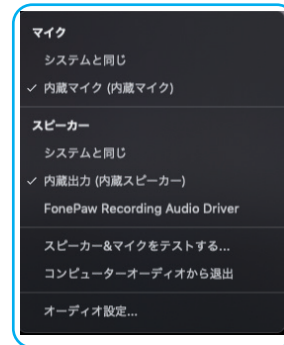 マイク
システムと同じ
✓ 内蔵マイク (内蔵マイク)
スピーカー
システムと同じ
✓ 内蔵出力 (内蔵スピーカー)
FonePaw Recording Audio Driver
スピーカー&マイクをテストする...
コンピューターオーディオから退出
オーディオ設定...